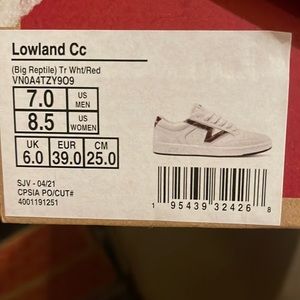 Lowland Cc
(Big Reptile) Tr Wht/Red
VN0A4TZY9O9
7.0 US MEN
8.5 US WOMEN
UK EUR CM
6.0 39.0 25.0
SJV - 04/21
CPSIA PO/CUT#
4001191251
1 95439 32426 8